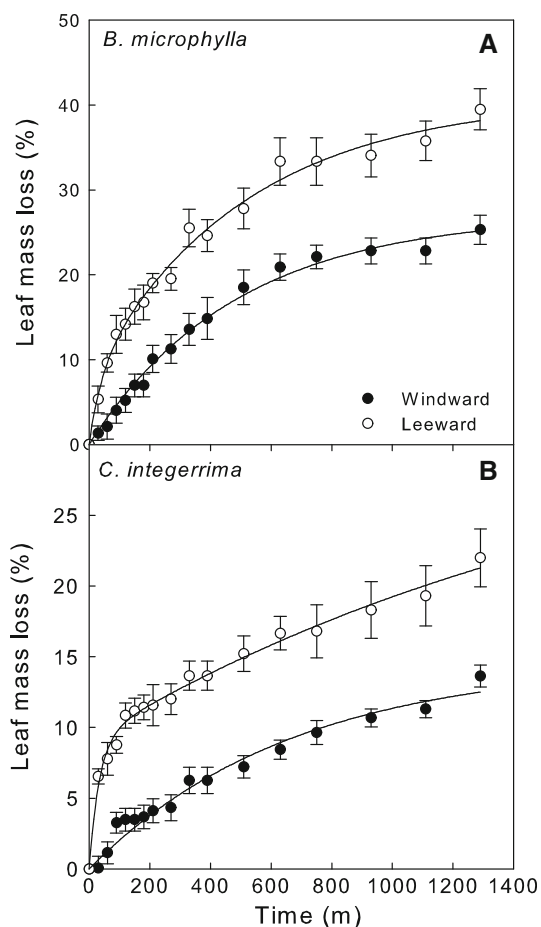 B. microphylla
A
50
40
30
20
10
0
Leaf mass loss (%)
Windward
Leeward
C. integerrima
B
25
20
15
10
5
0
Leaf mass loss (%)
0 200 400 600 800 1000 1200 1400
Time (m)